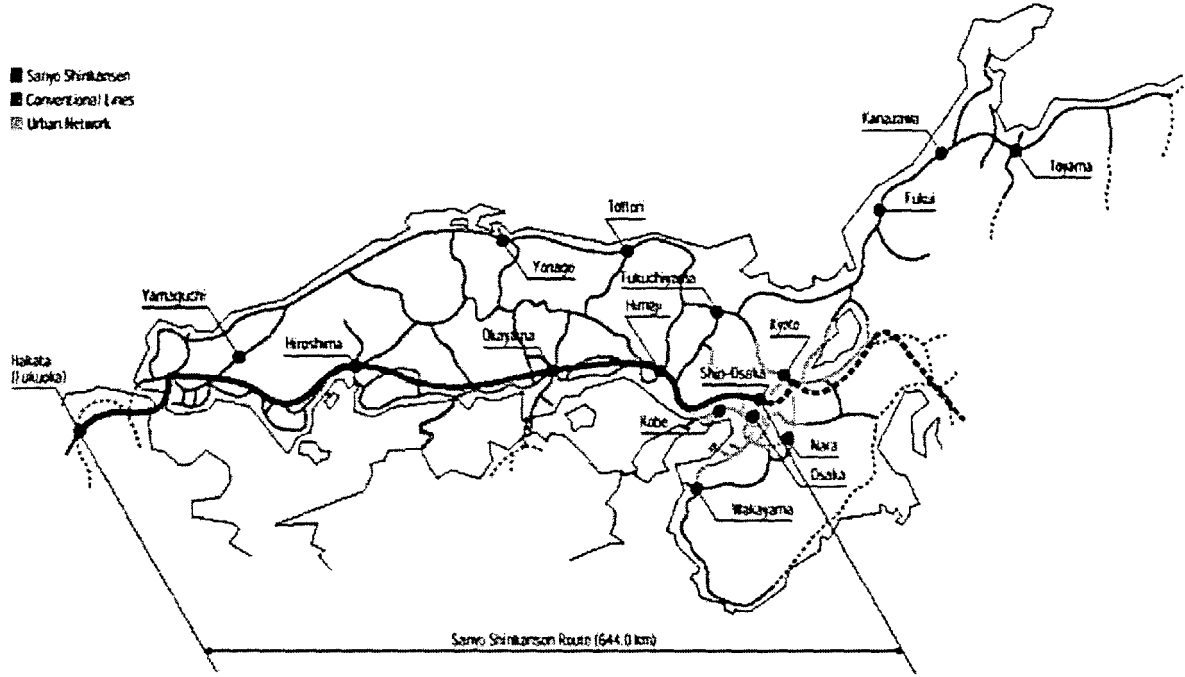 Sanyo Shinkansen
Conventional Lines
Urban Network
Kanazawa
Toyama
Fukui
Tottori
Yonago
Fukuchiyama
Himeji
Yamaguchi
Okayama
Kyoto
Hiroshima
Hakata
(Fukuoka)
Shin-Osaka
Kobe
Nara
Osaka
Wakayama
Sanyo Shinkansen Route (644.0 km)